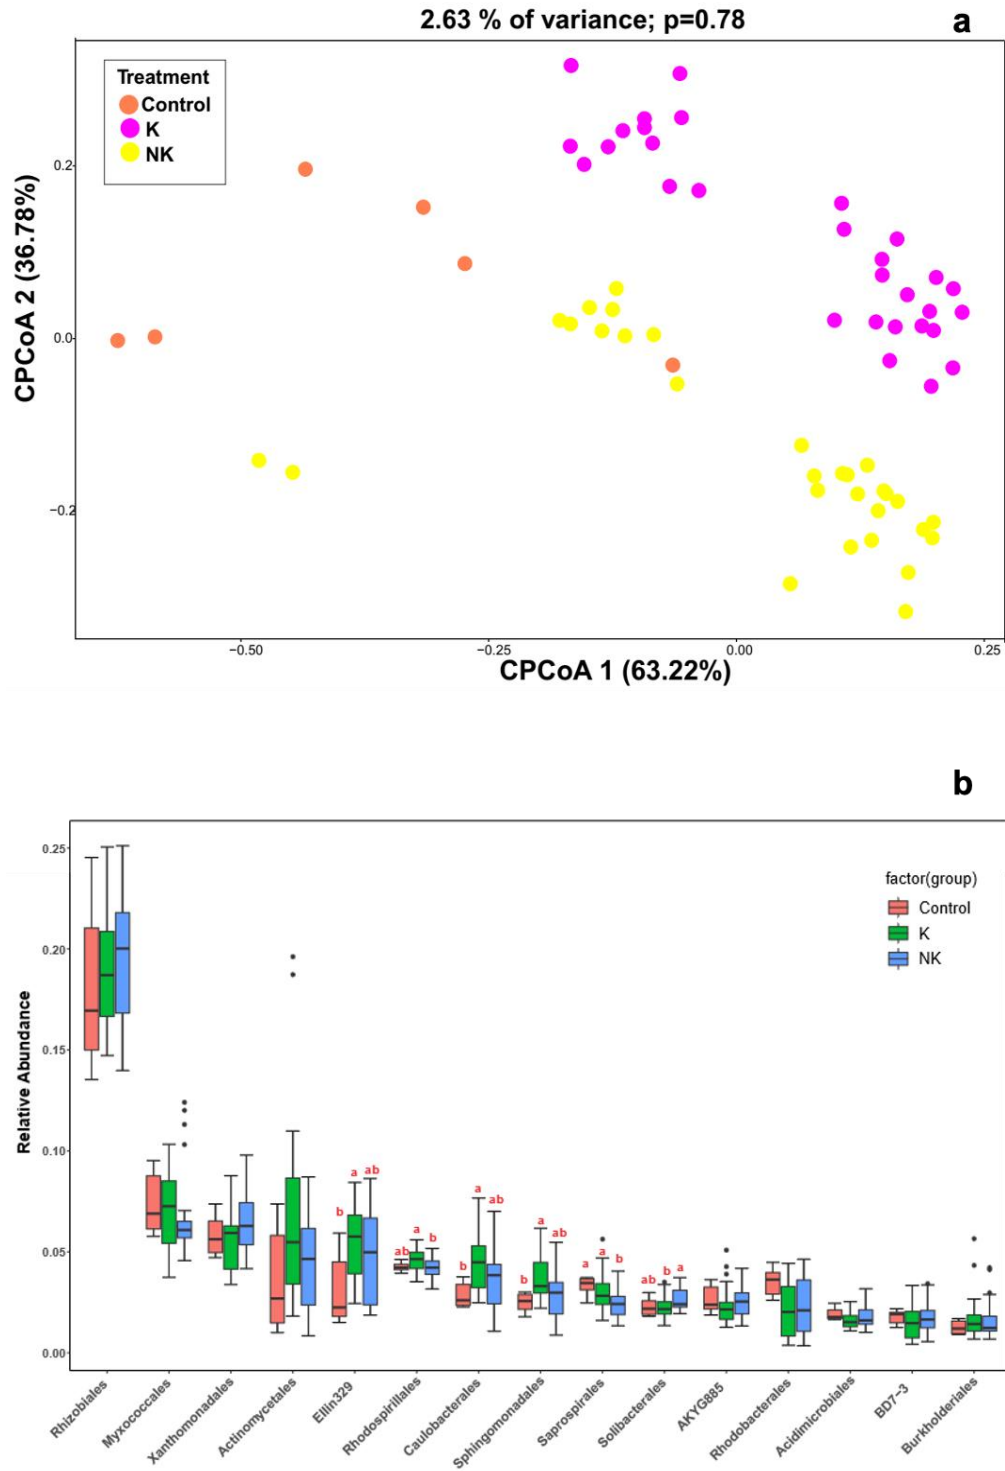 2.63 % of variance; p=0.78
a
Treatment
Control
K
NK
CPCoA 2 (36.78%)
0.2
0.0
−0.2
−0.50
−0.25
0.00
0.25
CPCoA 1 (63.22%)
b
Relative Abundance
0.25
0.20
0.15
0.10
0.05
0.00
factor(group)
Control
K
NK
b a ab
ab a b
b a ab
b a ab
a a b
ab b a
Rhizobiales
Myxococcales
Xanthomonadales
Actinomycetales
Ellin329
Rhodospirillales
Caulobacterales
Sphingomonadales
Saprospirales
Solibacterales
AKYG885
Rhodobacterales
Acidimicrobiales
BD7−3
Burkholderiales